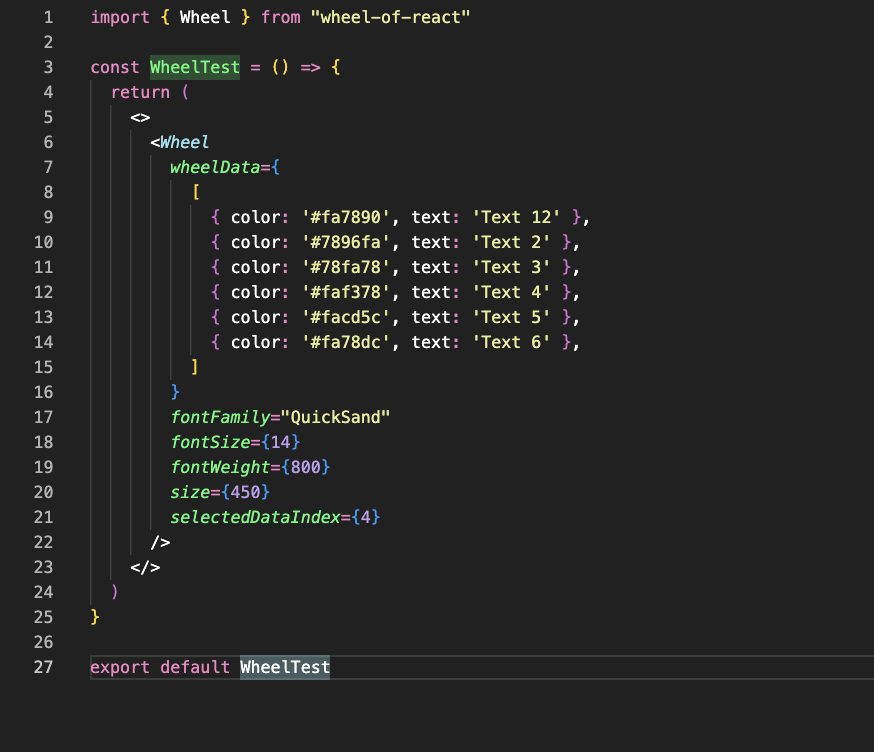 1 import { Wheel } from "wheel-of-react"
2
3 const WheelTest = () => {
4 return (
5 <>
6 <Wheel
7 wheelData={
8 [
9 { color: '#fa7890', text: 'Text 12' },
10 { color: '#7896fa', text: 'Text 2' },
11 { color: '#78fa78', text: 'Text 3' },
12 { color: '#faf378', text: 'Text 4' },
13 { color: '#facd5c', text: 'Text 5' },
14 { color: '#fa78dc', text: 'Text 6' },
15 ]
16 }
17 fontFamily="QuickSand"
18 fontSize={14}
19 fontWeight={800}
20 size={450}
21 selectedDataIndex={4}
22 />
23 </>
24 )
25 }
26
27 export default WheelTest